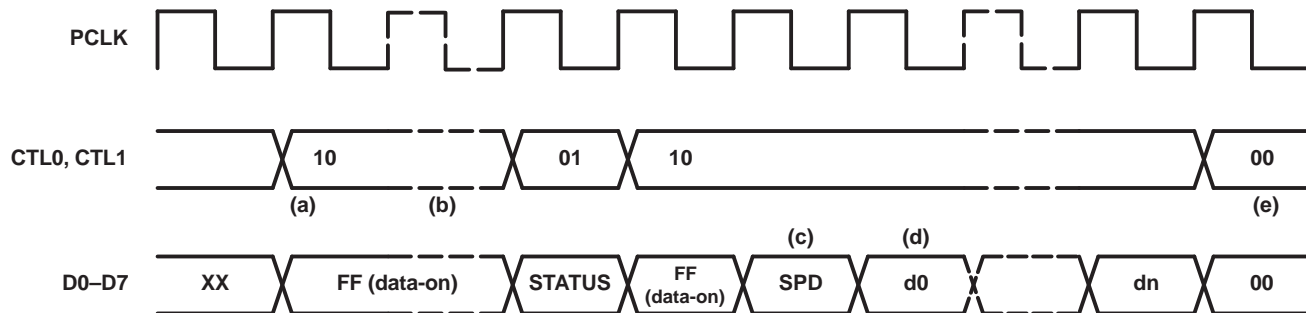 PCLK
CTL0, CTL1
10
01
10
00
(a)
(b)
(e)
(c)
(d)
D0–D7
XX
FF (data-on)
STATUS
FF
(data-on)
SPD
d0
dn
00